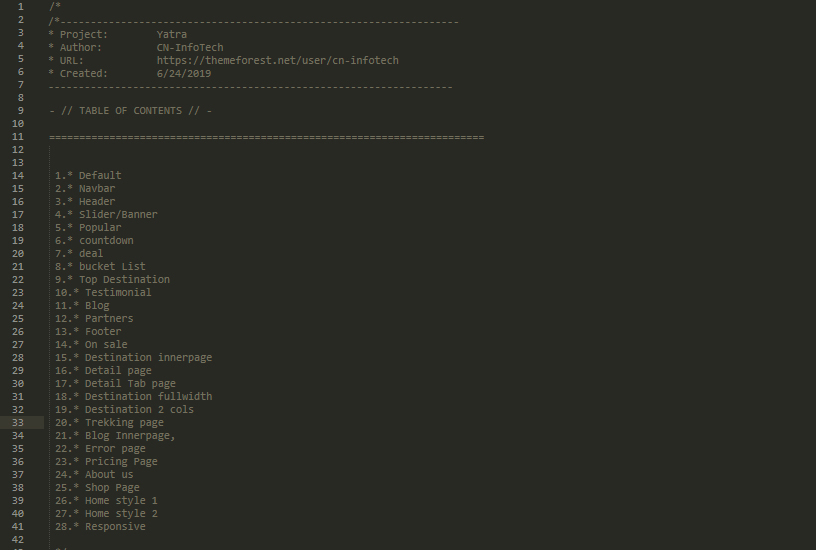 1 /*
2 /*------------------------------------------------------------------
3 * Project:        Yatra
4 * Author:         CN-InfoTech
5 * URL:            https://themeforest.net/user/cn-infotech
6 * Created:        6/24/2019
7 -------------------------------------------------------------------
8
9 - // TABLE OF CONTENTS // -
10
11 ========================================================================
12
13
14 1.* Default
15 2.* Navbar
16 3.* Header
17 4.* Slider/Banner
18 5.* Popular
19 6.* countdown
20 7.* deal
21 8.* bucket List
22 9.* Top Destination
23 10.* Testimonial
24 11.* Blog
25 12.* Partners
26 13.* Footer
27 14.* On sale
28 15.* Destination innerpage
29 16.* Detail page
30 17.* Detail Tab page
31 18.* Destination fullwidth
32 19.* Destination 2 cols
33 20.* Trekking page
34 21.* Blog Innerpage,
35 22.* Error page
36 23.* Pricing Page
37 24.* About us
38 25.* Shop Page
39 26.* Home style 1
40 27.* Home style 2
41 28.* Responsive
42